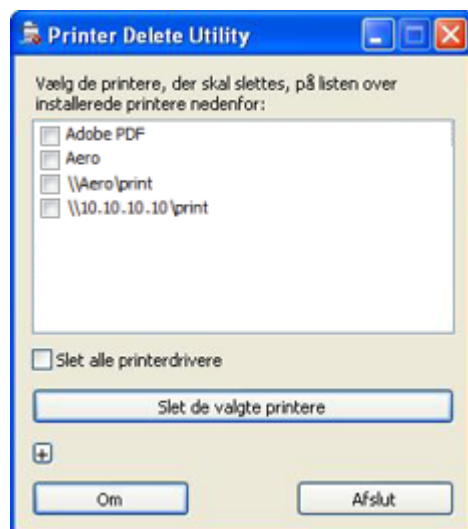 Printer Delete Utility
Vælg de printere, der skal slettes, på listen over
installerede printere nedenfor:
Adobe PDF
Aero
\\Aero\print
\\10.10.10.10\print
Slet alle printerdrivere
Slet de valgte printere
Om
Afslut